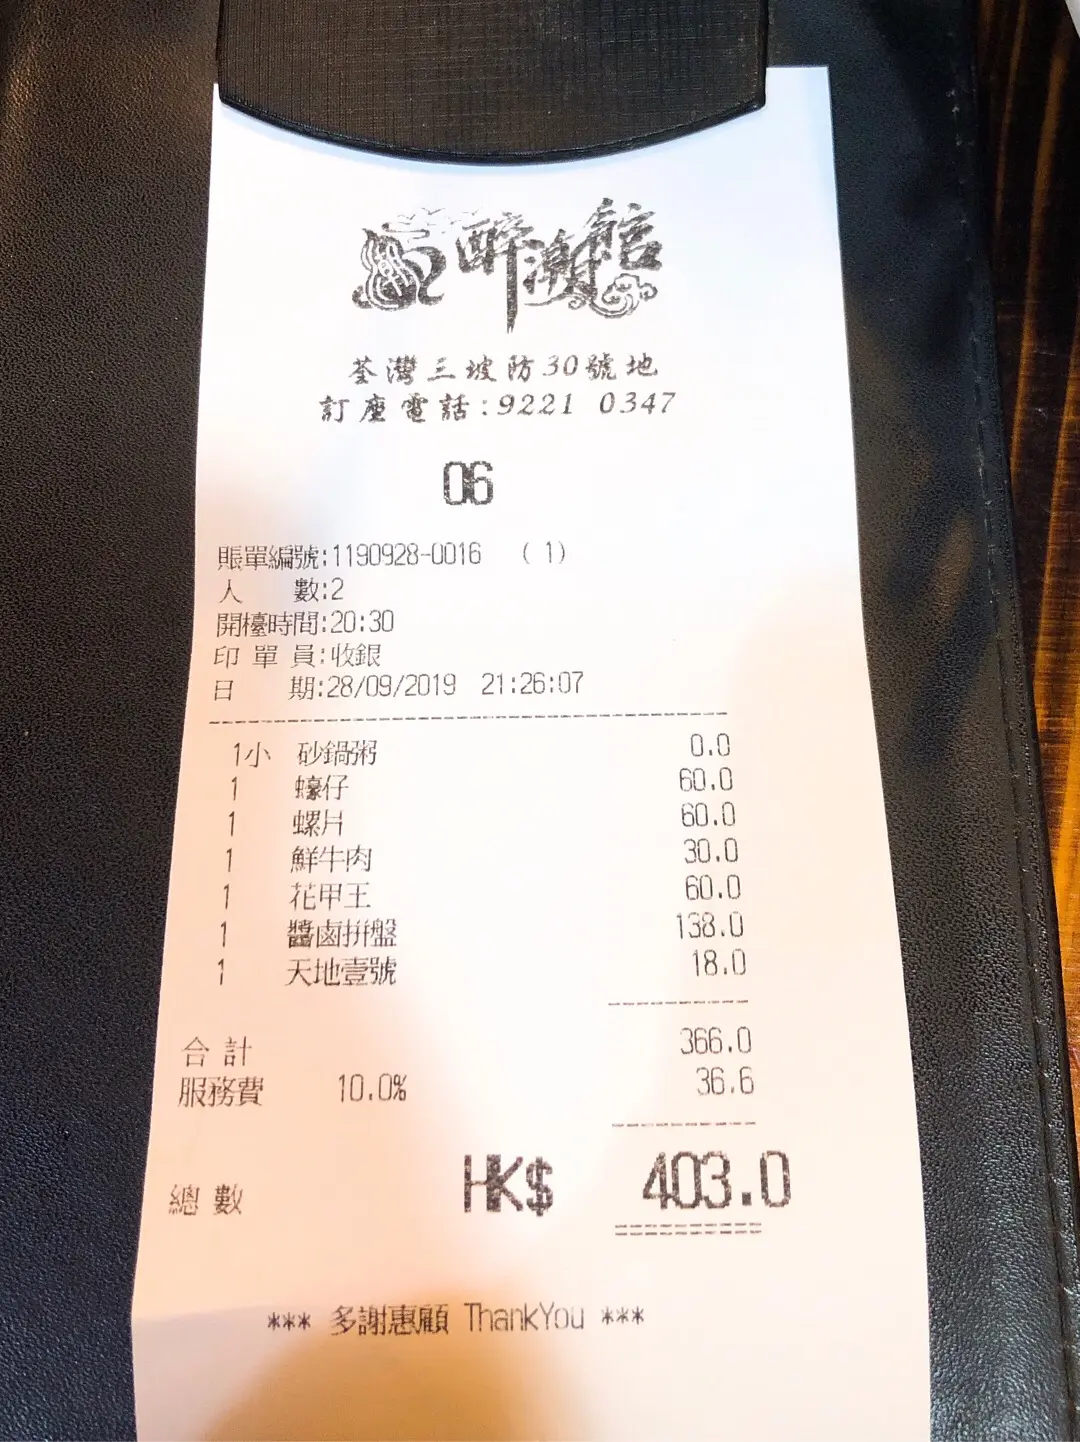 醉潮館
荃灣三坡防30號地
訂座電話:9221 0347
06
賬單編號:1190928-0016 (1)
人 數:2
開檯時間:20:30
印單員:收銀
日 期:28/09/2019 21:26:07
1小 砂鍋粥 0.0
1 蠔仔 60.0
1 螺片 60.0
1 鮮牛肉 30.0
1 花甲王 60.0
1 醬鹵拼盤 138.0
1 天地壹號 18.0
合計 366.0
服務費 10.0% 36.6
總數 HK$ 403.0
*** 多謝惠顧 ThankYou ***